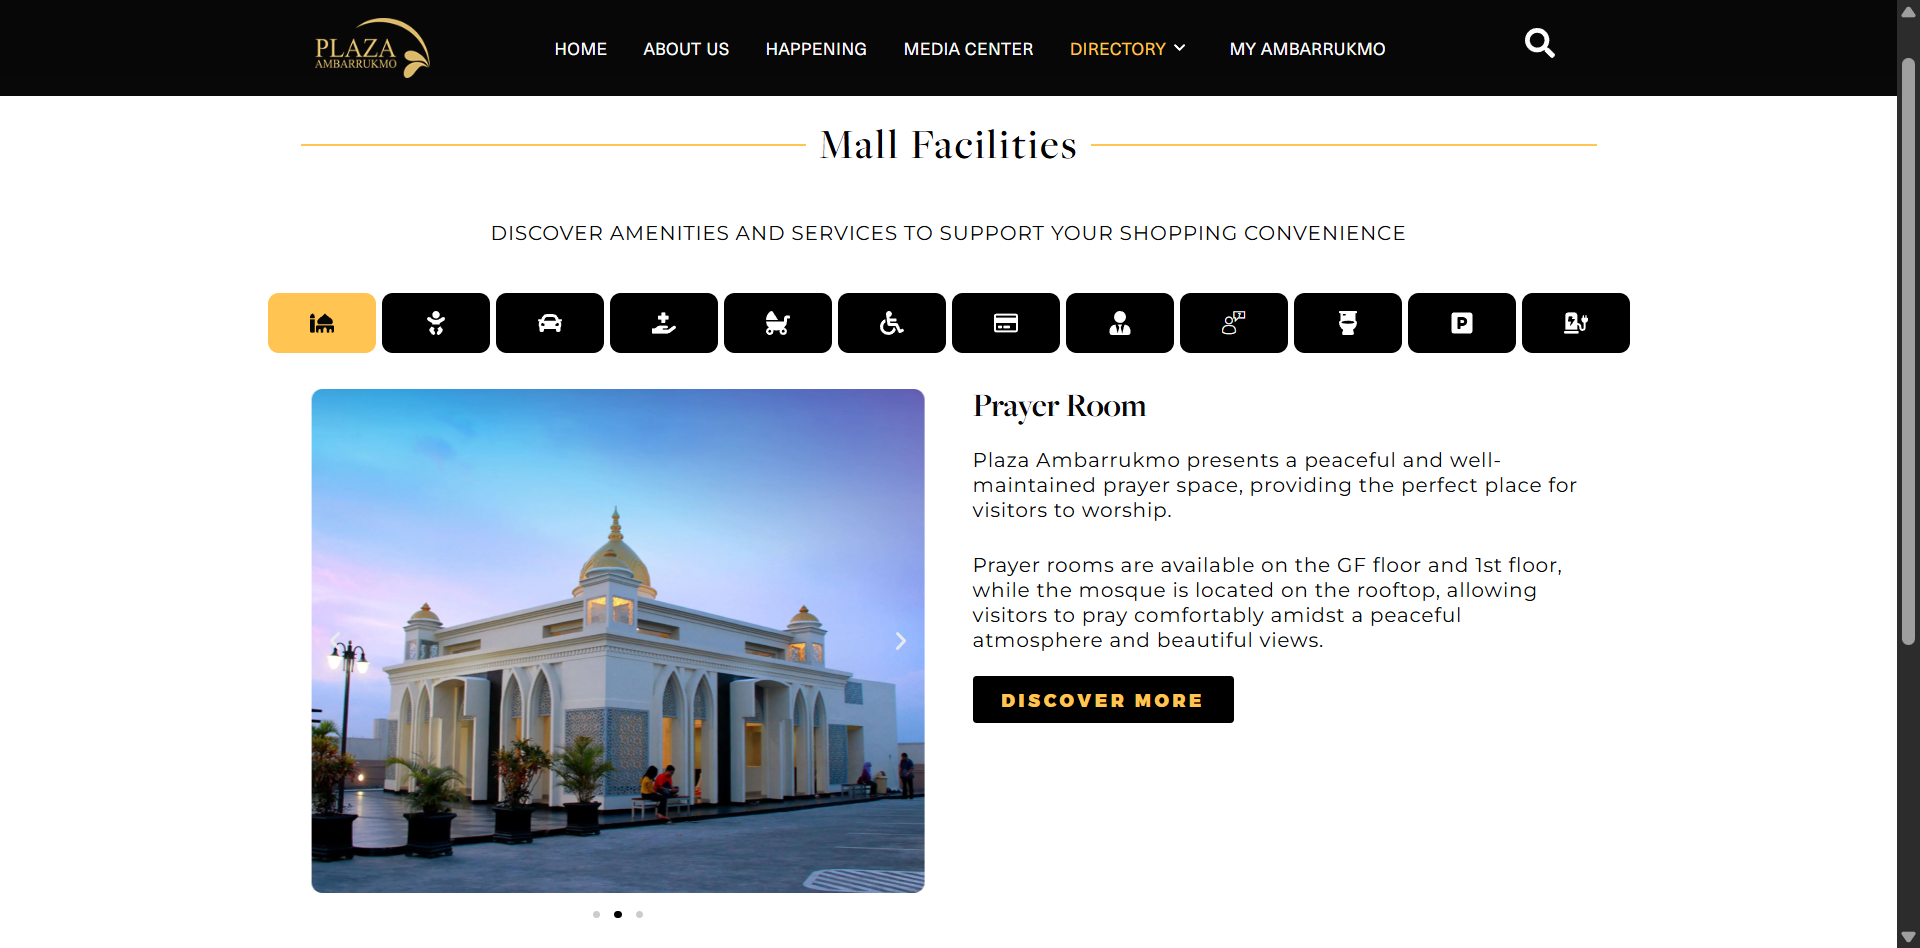 PLAZA
AMBARRUKMO
HOME
ABOUT US
HAPPENING
MEDIA CENTER
DIRECTORY
MY AMBARRUKMO
Mall Facilities
DISCOVER AMENITIES AND SERVICES TO SUPPORT YOUR SHOPPING CONVENIENCE
P
Prayer Room
Plaza Ambarrukmo presents a peaceful and well-
maintained prayer space, providing the perfect place for
visitors to worship.
Prayer rooms are available on the GF floor and 1st floor,
while the mosque is located on the rooftop, allowing
visitors to pray comfortably amidst a peaceful
atmosphere and beautiful views.
DISCOVER MORE